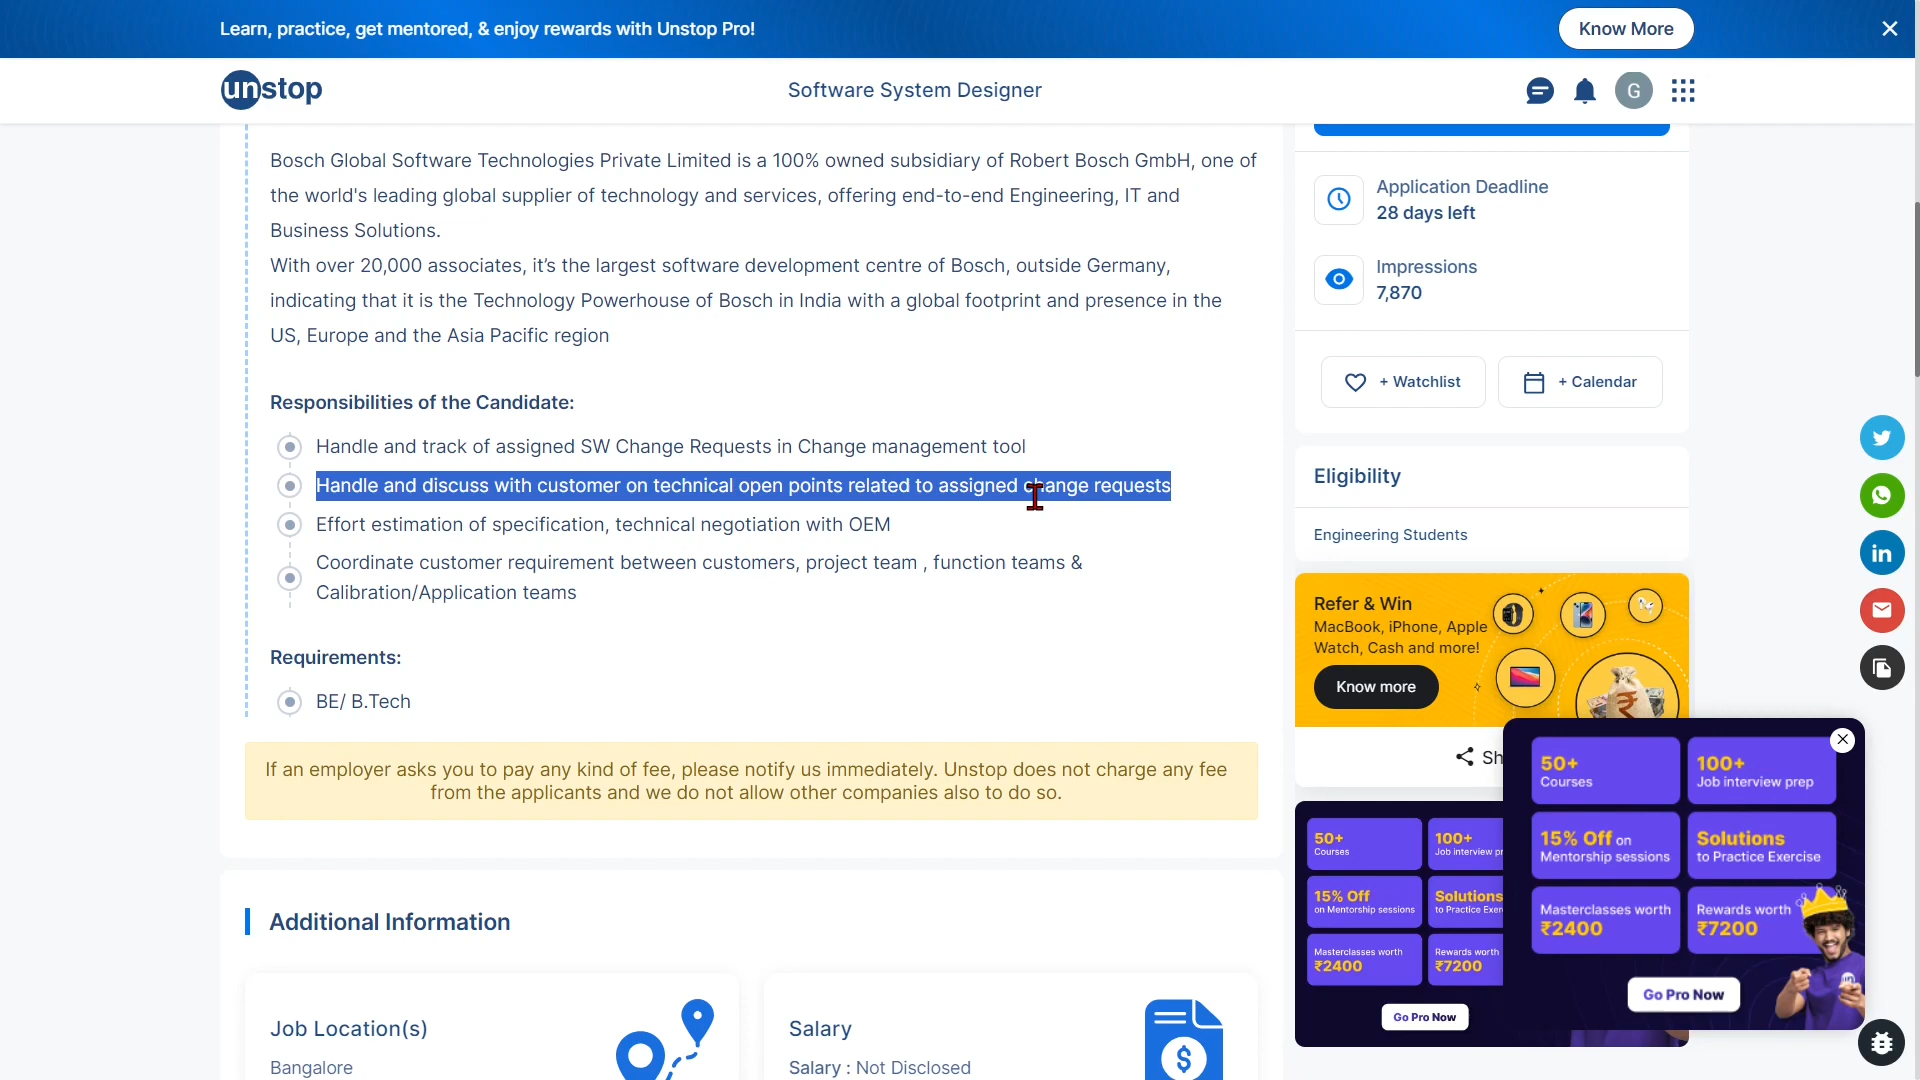 Learn, practice, get mentored, & enjoy rewards with Unstop Pro!
Know More
unstop
Software System Designer
G
Bosch Global Software Technologies Private Limited is a 100% owned subsidiary of Robert Bosch GmbH, one of
the world's leading global supplier of technology and services, offering end-to-end Engineering, IT and
Business Solutions.
With over 20,000 associates, it’s the largest software development centre of Bosch, outside Germany,
indicating that it is the Technology Powerhouse of Bosch in India with a global footprint and presence in the
US, Europe and the Asia Pacific region
Responsibilities of the Candidate:
Handle and track of assigned SW Change Requests in Change management tool
Handle and discuss with customer on technical open points related to assigned change requests
Effort estimation of specification, technical negotiation with OEM
Coordinate customer requirement between customers, project team , function teams &
Calibration/Application teams
Requirements:
BE/ B.Tech
If an employer asks you to pay any kind of fee, please notify us immediately. Unstop does not charge any fee
from the applicants and we do not allow other companies also to do so.
Additional Information
Job Location(s)
Bangalore
Salary
Salary : Not Disclosed
Application Deadline
28 days left
Impressions
7,870
+ Watchlist
+ Calendar
Eligibility
Engineering Students
Refer & Win
MacBook, iPhone, Apple
Watch, Cash and more!
Know more
Sh
50+
Courses
100+
Job interview pr
15% Off
on Mentorship sessions
Solutions
to Practice Exer
Masterclasses worth
₹2400
Rewards worth
₹7200
Go Pro Now
50+
Courses
100+
Job interview prep
15% Off on
Mentorship sessions
Solutions
to Practice Exercise
Masterclasses worth
₹2400
Rewards worth
₹7200
Go Pro Now